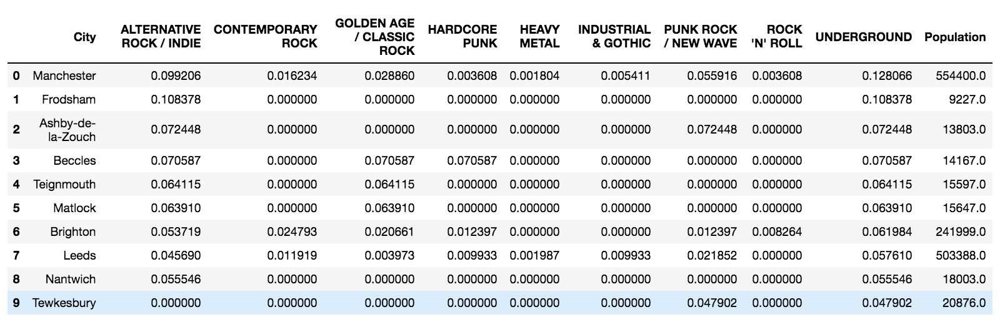 City ALTERNATIVE ROCK / INDIE CONTEMPORARY ROCK GOLDEN AGE / CLASSIC ROCK HARDCORE PUNK HEAVY METAL INDUSTRIAL & GOTHIC PUNK ROCK / NEW WAVE ROCK 'N' ROLL UNDERGROUND Population
0 Manchester 0.099206 0.016234 0.028860 0.003608 0.001804 0.005411 0.055916 0.003608 0.128066 554400.0
1 Frodsham 0.108378 0.000000 0.000000 0.000000 0.000000 0.000000 0.000000 0.000000 0.108378 9227.0
2 Ashby-de-la-Zouch 0.072448 0.000000 0.000000 0.000000 0.000000 0.000000 0.072448 0.000000 0.072448 13803.0
3 Beccles 0.070587 0.000000 0.070587 0.070587 0.000000 0.000000 0.000000 0.000000 0.070587 14167.0
4 Teignmouth 0.064115 0.000000 0.064115 0.000000 0.000000 0.000000 0.000000 0.000000 0.064115 15597.0
5 Matlock 0.063910 0.000000 0.063910 0.000000 0.000000 0.000000 0.000000 0.000000 0.063910 15647.0
6 Brighton 0.053719 0.024793 0.020661 0.012397 0.000000 0.000000 0.012397 0.008264 0.061984 241999.0
7 Leeds 0.045690 0.011919 0.003973 0.009933 0.001987 0.009933 0.021852 0.000000 0.057610 503388.0
8 Nantwich 0.055546 0.000000 0.000000 0.000000 0.000000 0.000000 0.000000 0.000000 0.055546 18003.0
9 Tewkesbury 0.000000 0.000000 0.000000 0.000000 0.000000 0.000000 0.047902 0.000000 0.047902 20876.0